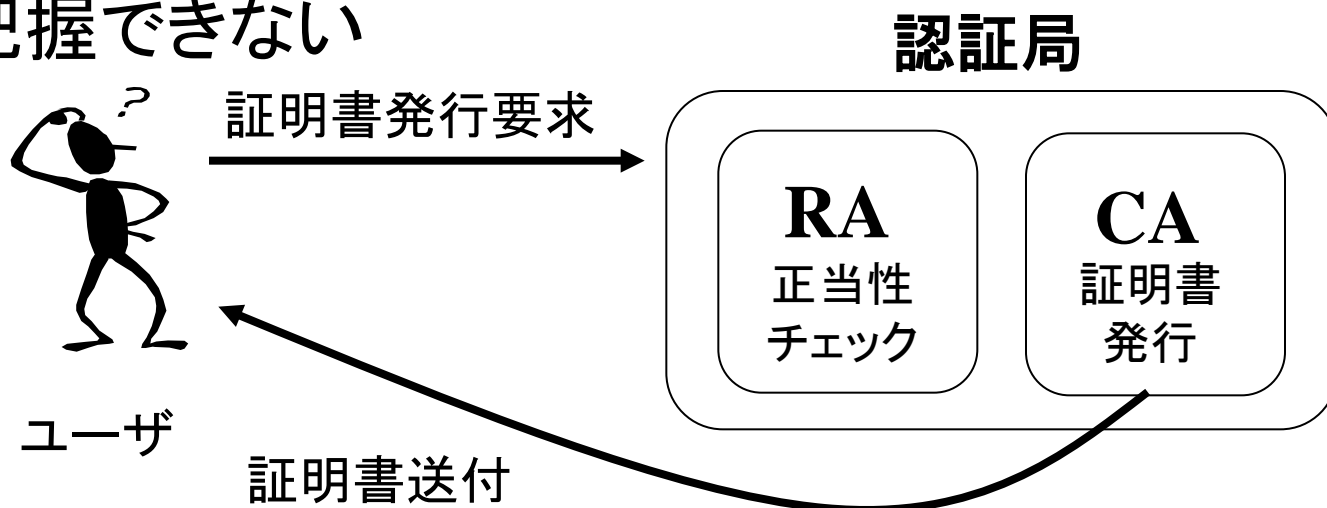 把握できない
認証局
?
証明書発行要求
RA
正当性
チェック
CA
証明書
発行
ユーザ
証明書送付